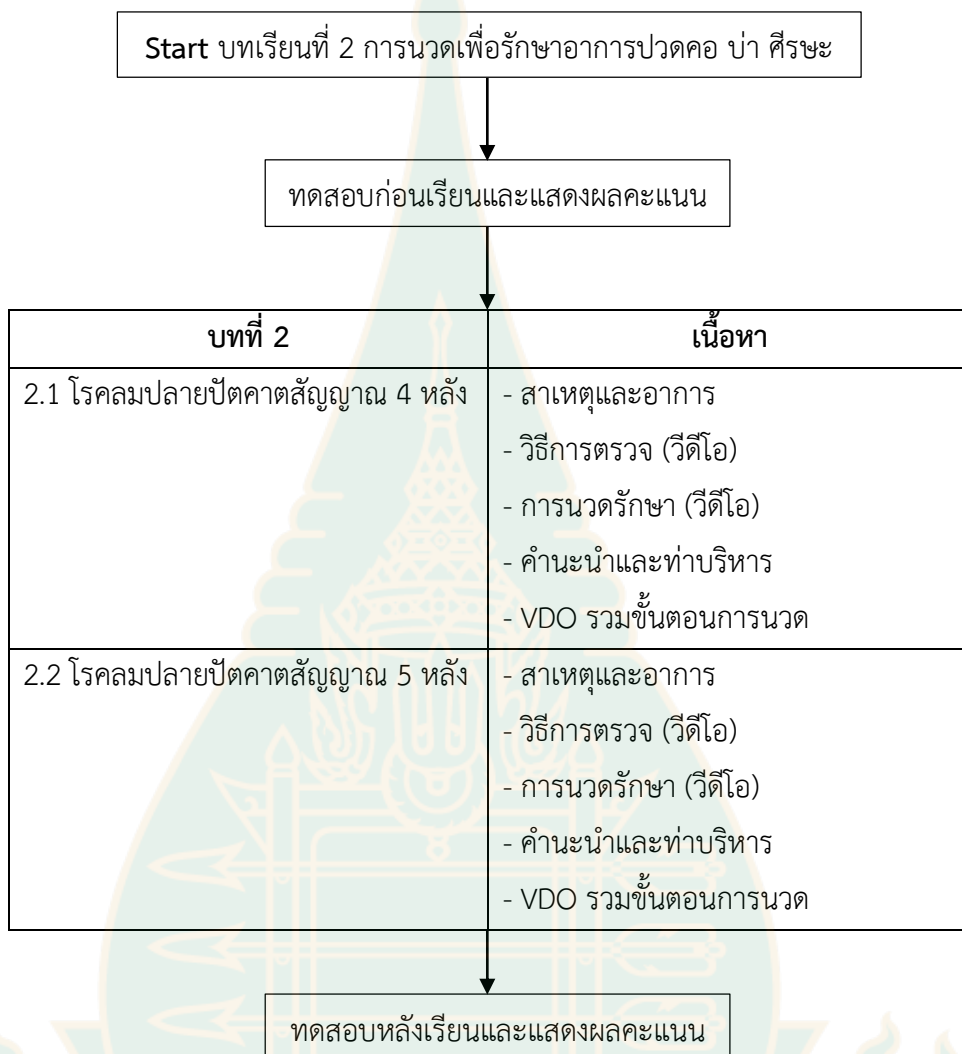 Start บทเรียนที่ 2 การนวดเพื่อรักษาอาการปวดคอ บ่า ศีรษะ
ทดสอบก่อนเรียนและแสดงผลคะแนน
บทที่ 2 เนื้อหา
2.1 โรคลมปลายปัตคาตสัญญาณ 4 หลัง - สาเหตุและอาการ
- วิธีการตรวจ (วีดีโอ)
- การนวดรักษา (วีดีโอ)
- คำนะนำและท่าบริหาร
- VDO รวมขั้นตอนการนวด
2.2 โรคลมปลายปัตคาตสัญญาณ 5 หลัง - สาเหตุและอาการ
- วิธีการตรวจ (วีดีโอ)
- การนวดรักษา (วีดีโอ)
- คำนะนำและท่าบริหาร
- VDO รวมขั้นตอนการนวด
ทดสอบหลังเรียนและแสดงผลคะแนน